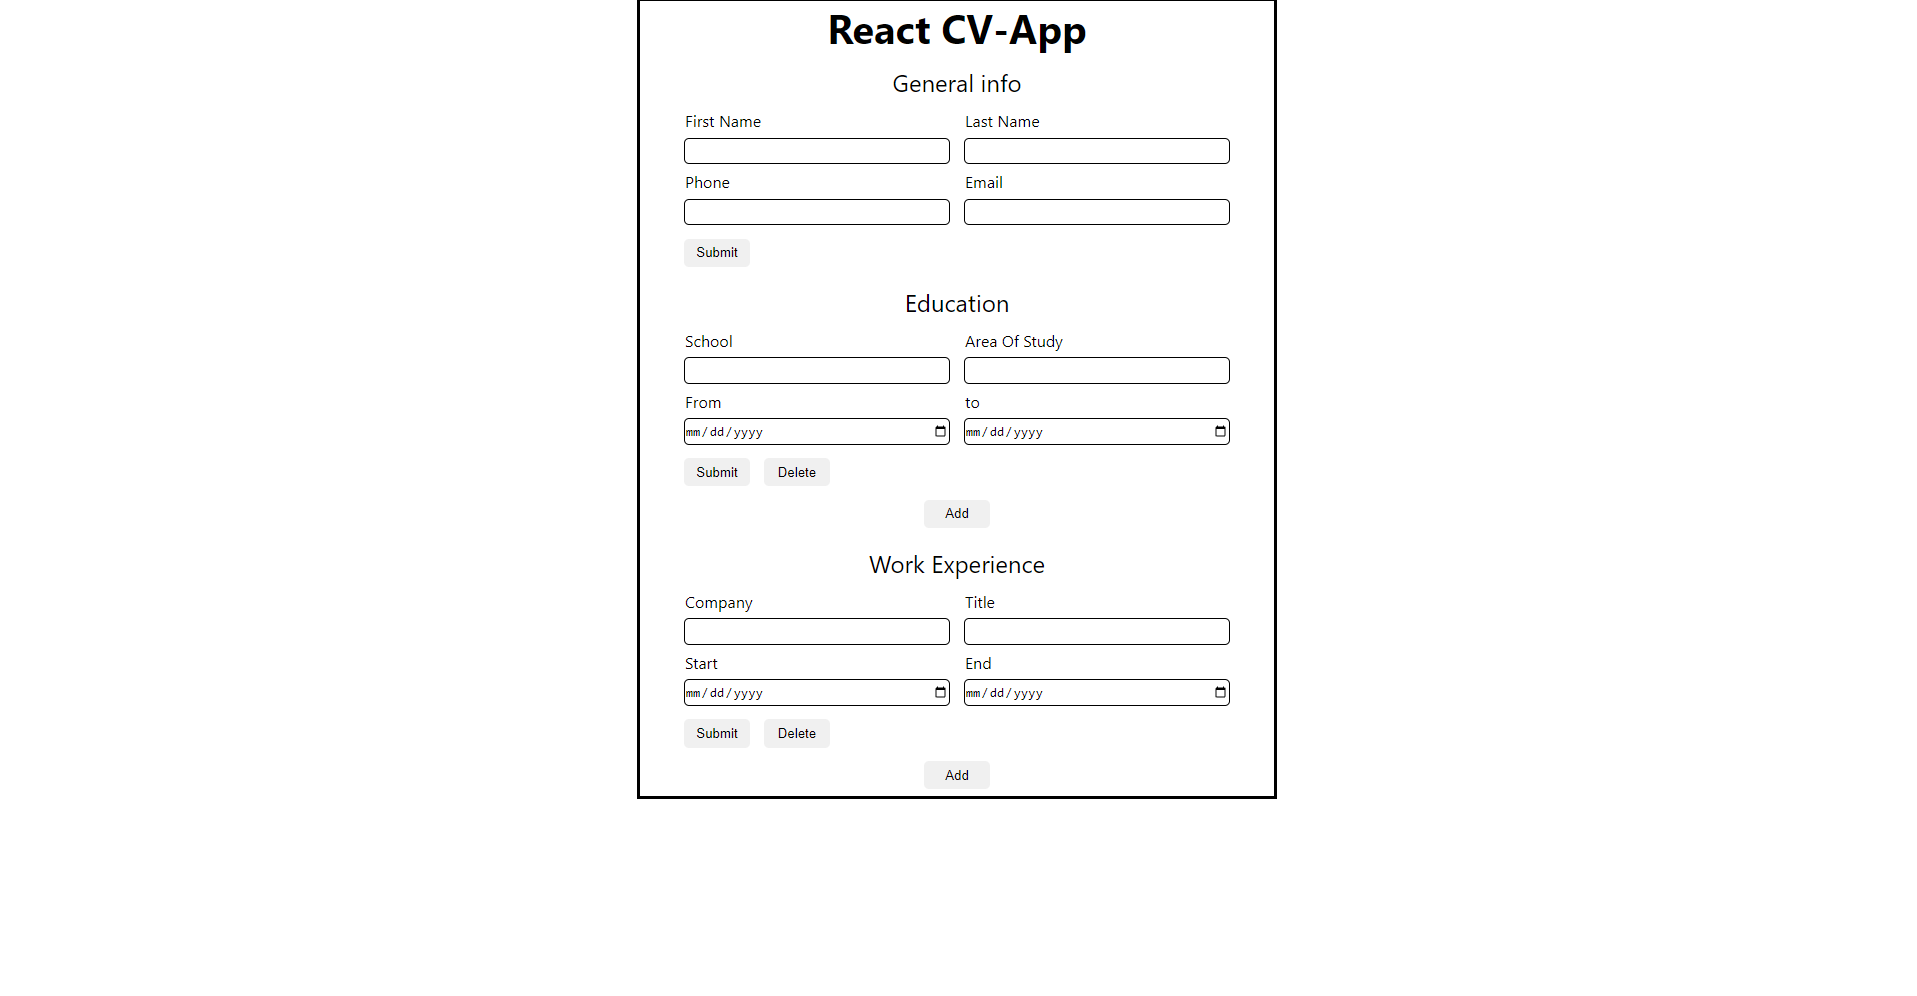 React CV-App
General info
First Name Last Name
Phone Email
Submit
Education
School Area Of Study
From to
mm/dd/yyyy mm/dd/yyyy
Submit Delete
Add
Work Experience
Company Title
Start End
mm/dd/yyyy mm/dd/yyyy
Submit Delete
Add